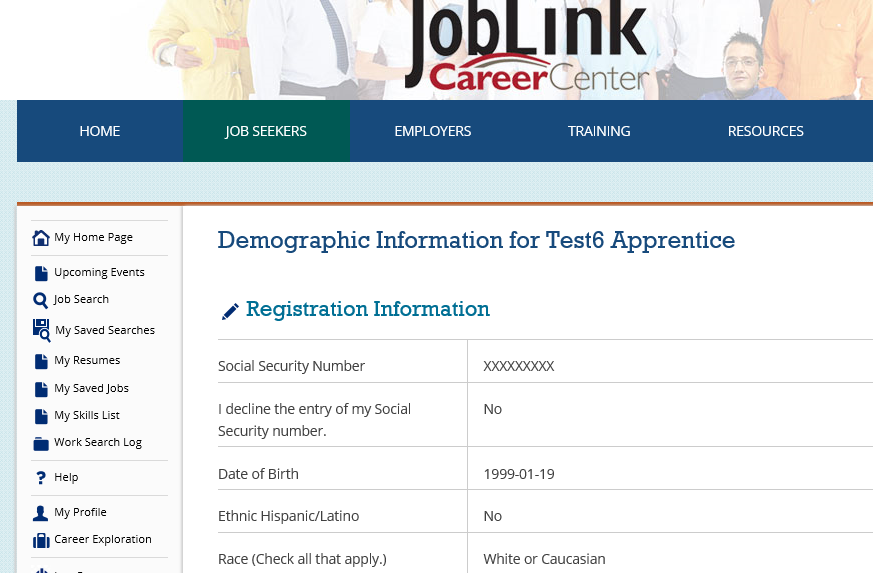 JobLink
CareerCenter
HOME JOB SEEKERS EMPLOYERS TRAINING RESOURCES
My Home Page
Upcoming Events
Job Search
My Saved Searches
My Resumes
My Saved Jobs
My Skills List
Work Search Log
Help
My Profile
Career Exploration
Demographic Information for Test6 Apprentice
Registration Information
Social Security Number XXXXXXXXX
I decline the entry of my Social No
Security number.
Date of Birth 1999-01-19
Ethnic Hispanic/Latino No
Race (Check all that apply.) White or Caucasian